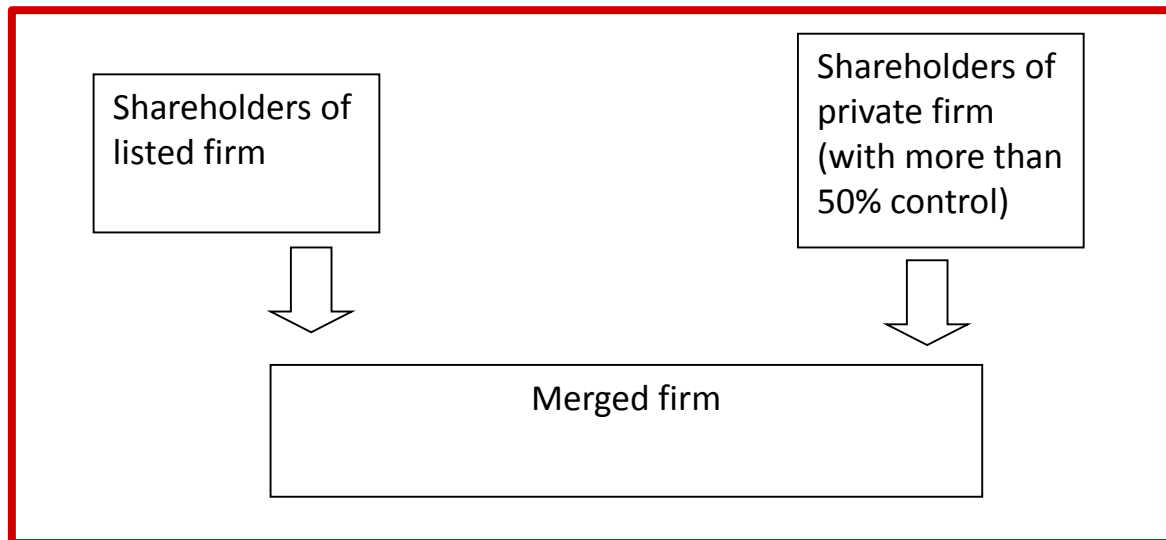 Shareholders of
listed firm
Shareholders of
private firm
(with more than
50% control)
Merged firm